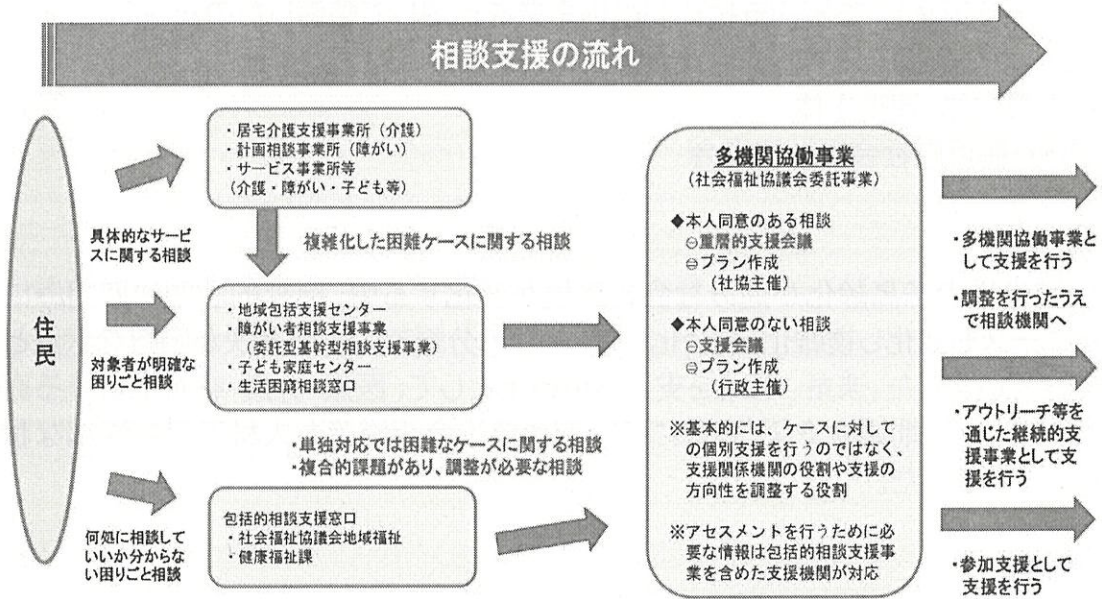 相談支援の流れ
住民
具体的なサービ
スに関する相談
対象者が明確な
困りごと相談
何処に相談して
いいか分からな
い困りごと相談
・居宅介護支援事業所（介護）
・計画相談事業所（障がい）
・サービス事業所等
（介護・障がい・子ども等）
複雑化した困難ケースに関する相談
・地域包括支援センター
・障がい者相談支援事業
（委託型基幹型相談支援事業）
・子ども家庭センター
・生活困窮相談窓口
・単独対応では困難なケースに関する相談
・複合的課題があり、調整が必要な相談
包括的相談支援窓口
・社会福祉協議会地域福祉
・健康福祉課
多機関協働事業
（社会福祉協議会委託事業）
◆本人同意のある相談
⊖重層的支援会議
⊖プラン作成
（社協主催）
◆本人同意のない相談
⊖支援会議
⊖プラン作成
（行政主催）
※基本的には、ケースに対して
の個別支援を行うのではなく、
支援関係機関の役割や支援の
方向性を調整する役割
※アセスメントを行うために必
要な情報は包括的相談支援事
業を含めた支援機関が対応
・多機関協働事業と
して支援を行う
・調整を行ったうえ
で相談機関へ
・アウトリーチ等を
通じた継続的支
援事業として支
援を行う
・参加支援として
支援を行う